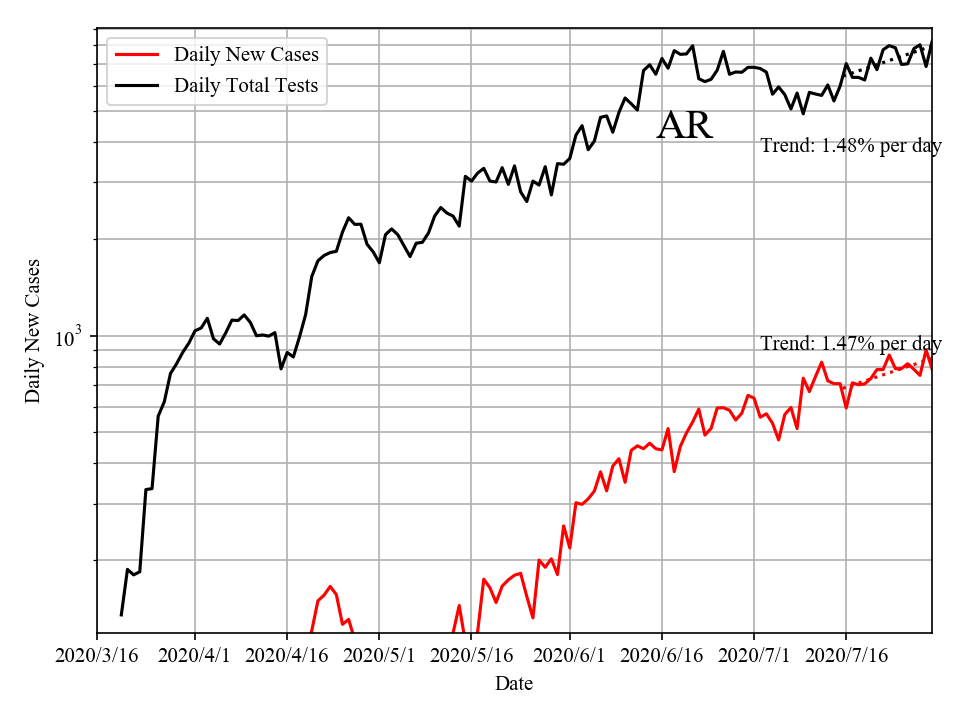 Daily New Cases
Daily Total Tests
AR
Trend: 1.48% per day
Trend: 1.47% per day
Daily New Cases
10^3
2020/3/16
2020/4/1
2020/4/16
2020/5/1
2020/5/16
2020/6/1
2020/6/16
2020/7/1
2020/7/16
Date